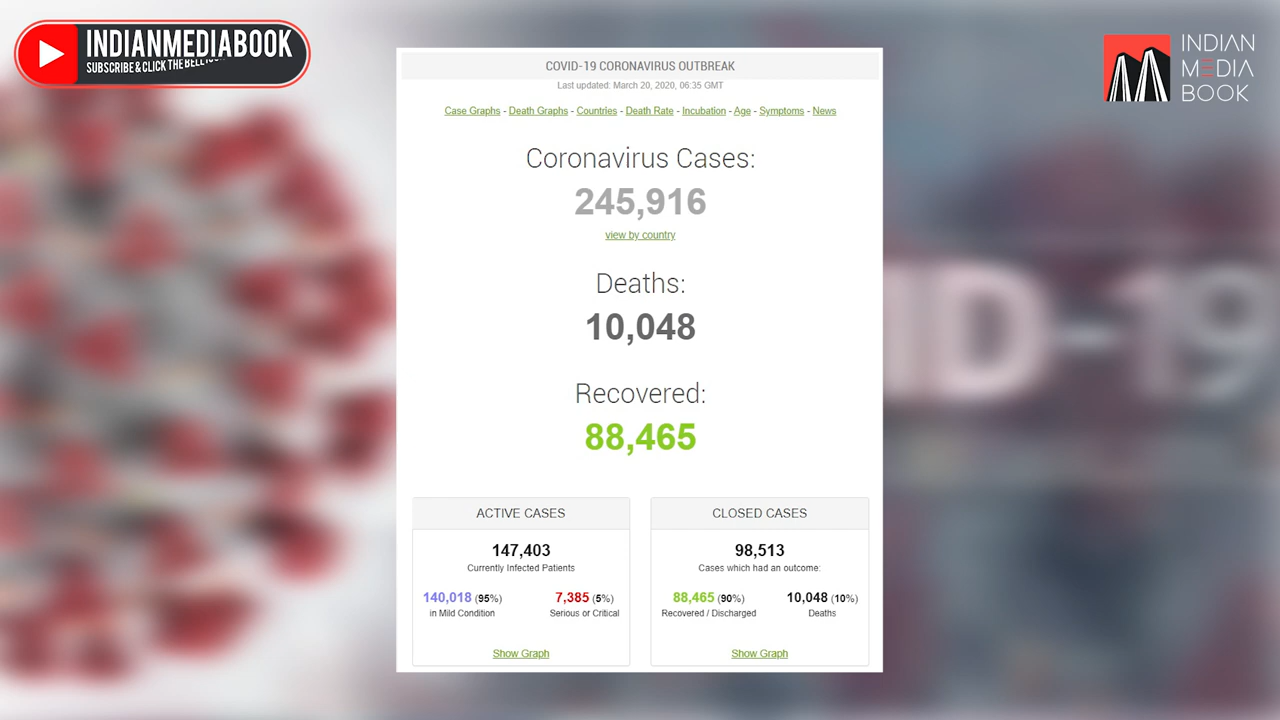 INDIANMEDIABOOK
SUBSCRIBE & CLICK THE BELL
INDIAN
MEDIA
BOOK
COVID-19 CORONAVIRUS OUTBREAK
Last updated: March 20, 2020, 06:35 GMT
Case Graphs - Death Graphs - Countries - Death Rate - Incubation - Age - Symptoms - News
Coronavirus Cases:
245,916
view by country
Deaths:
10,048
Recovered:
88,465
ACTIVE CASES
147,403
Currently Infected Patients
140,018 (95%)
in Mild Condition
7,385 (5%)
Serious or Critical
Show Graph
CLOSED CASES
98,513
Cases which had an outcome:
88,465 (90%)
Recovered / Discharged
10,048 (10%)
Deaths
Show Graph
ID-19